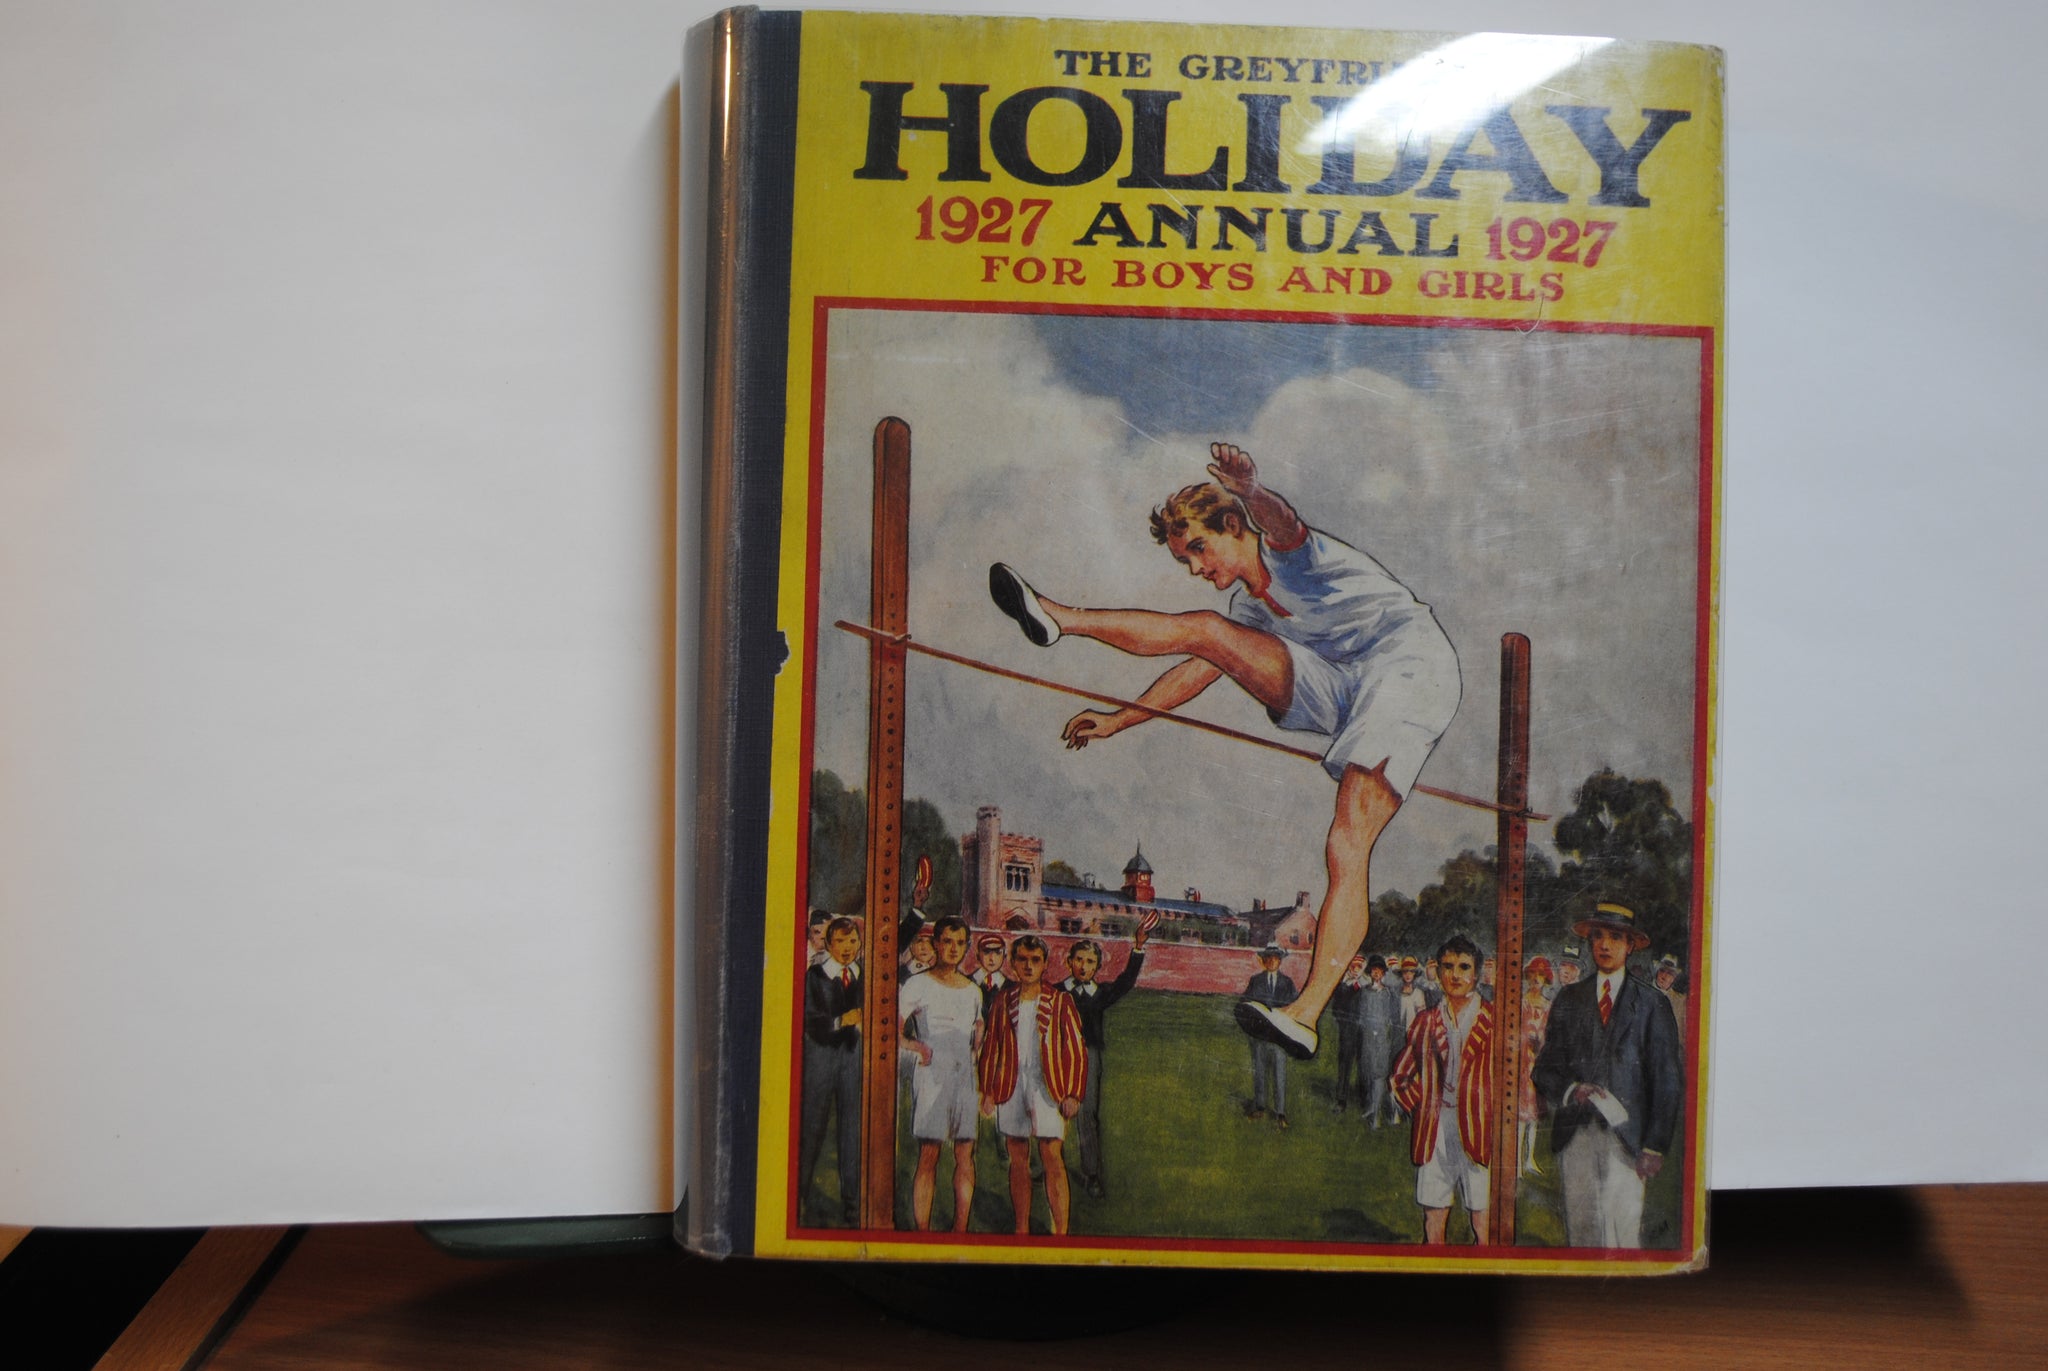 THE
HOLIDAY
1927 ANNUAL 1927
FOR BOYS AND GIRLS